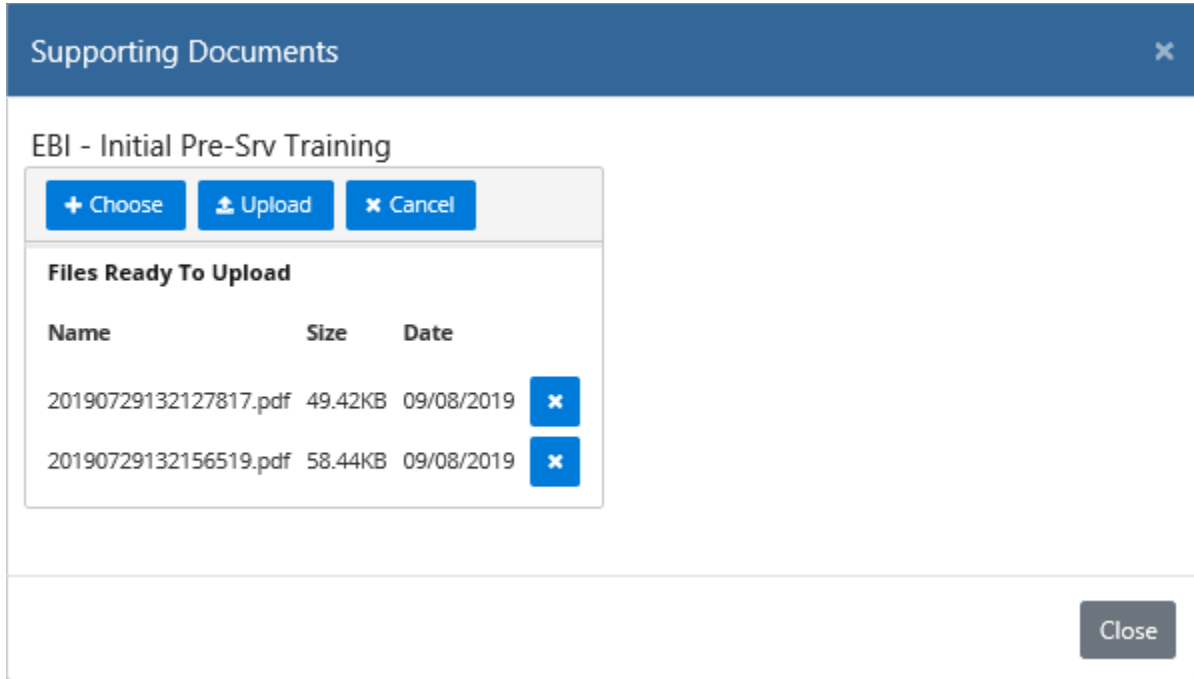 Supporting Documents
EBI - Initial Pre-Srv Training
Choose Upload Cancel
Files Ready To Upload
Name Size Date
20190729132127817.pdf 49.42KB 09/08/2019
20190729132156519.pdf 58.44KB 09/08/2019
Close